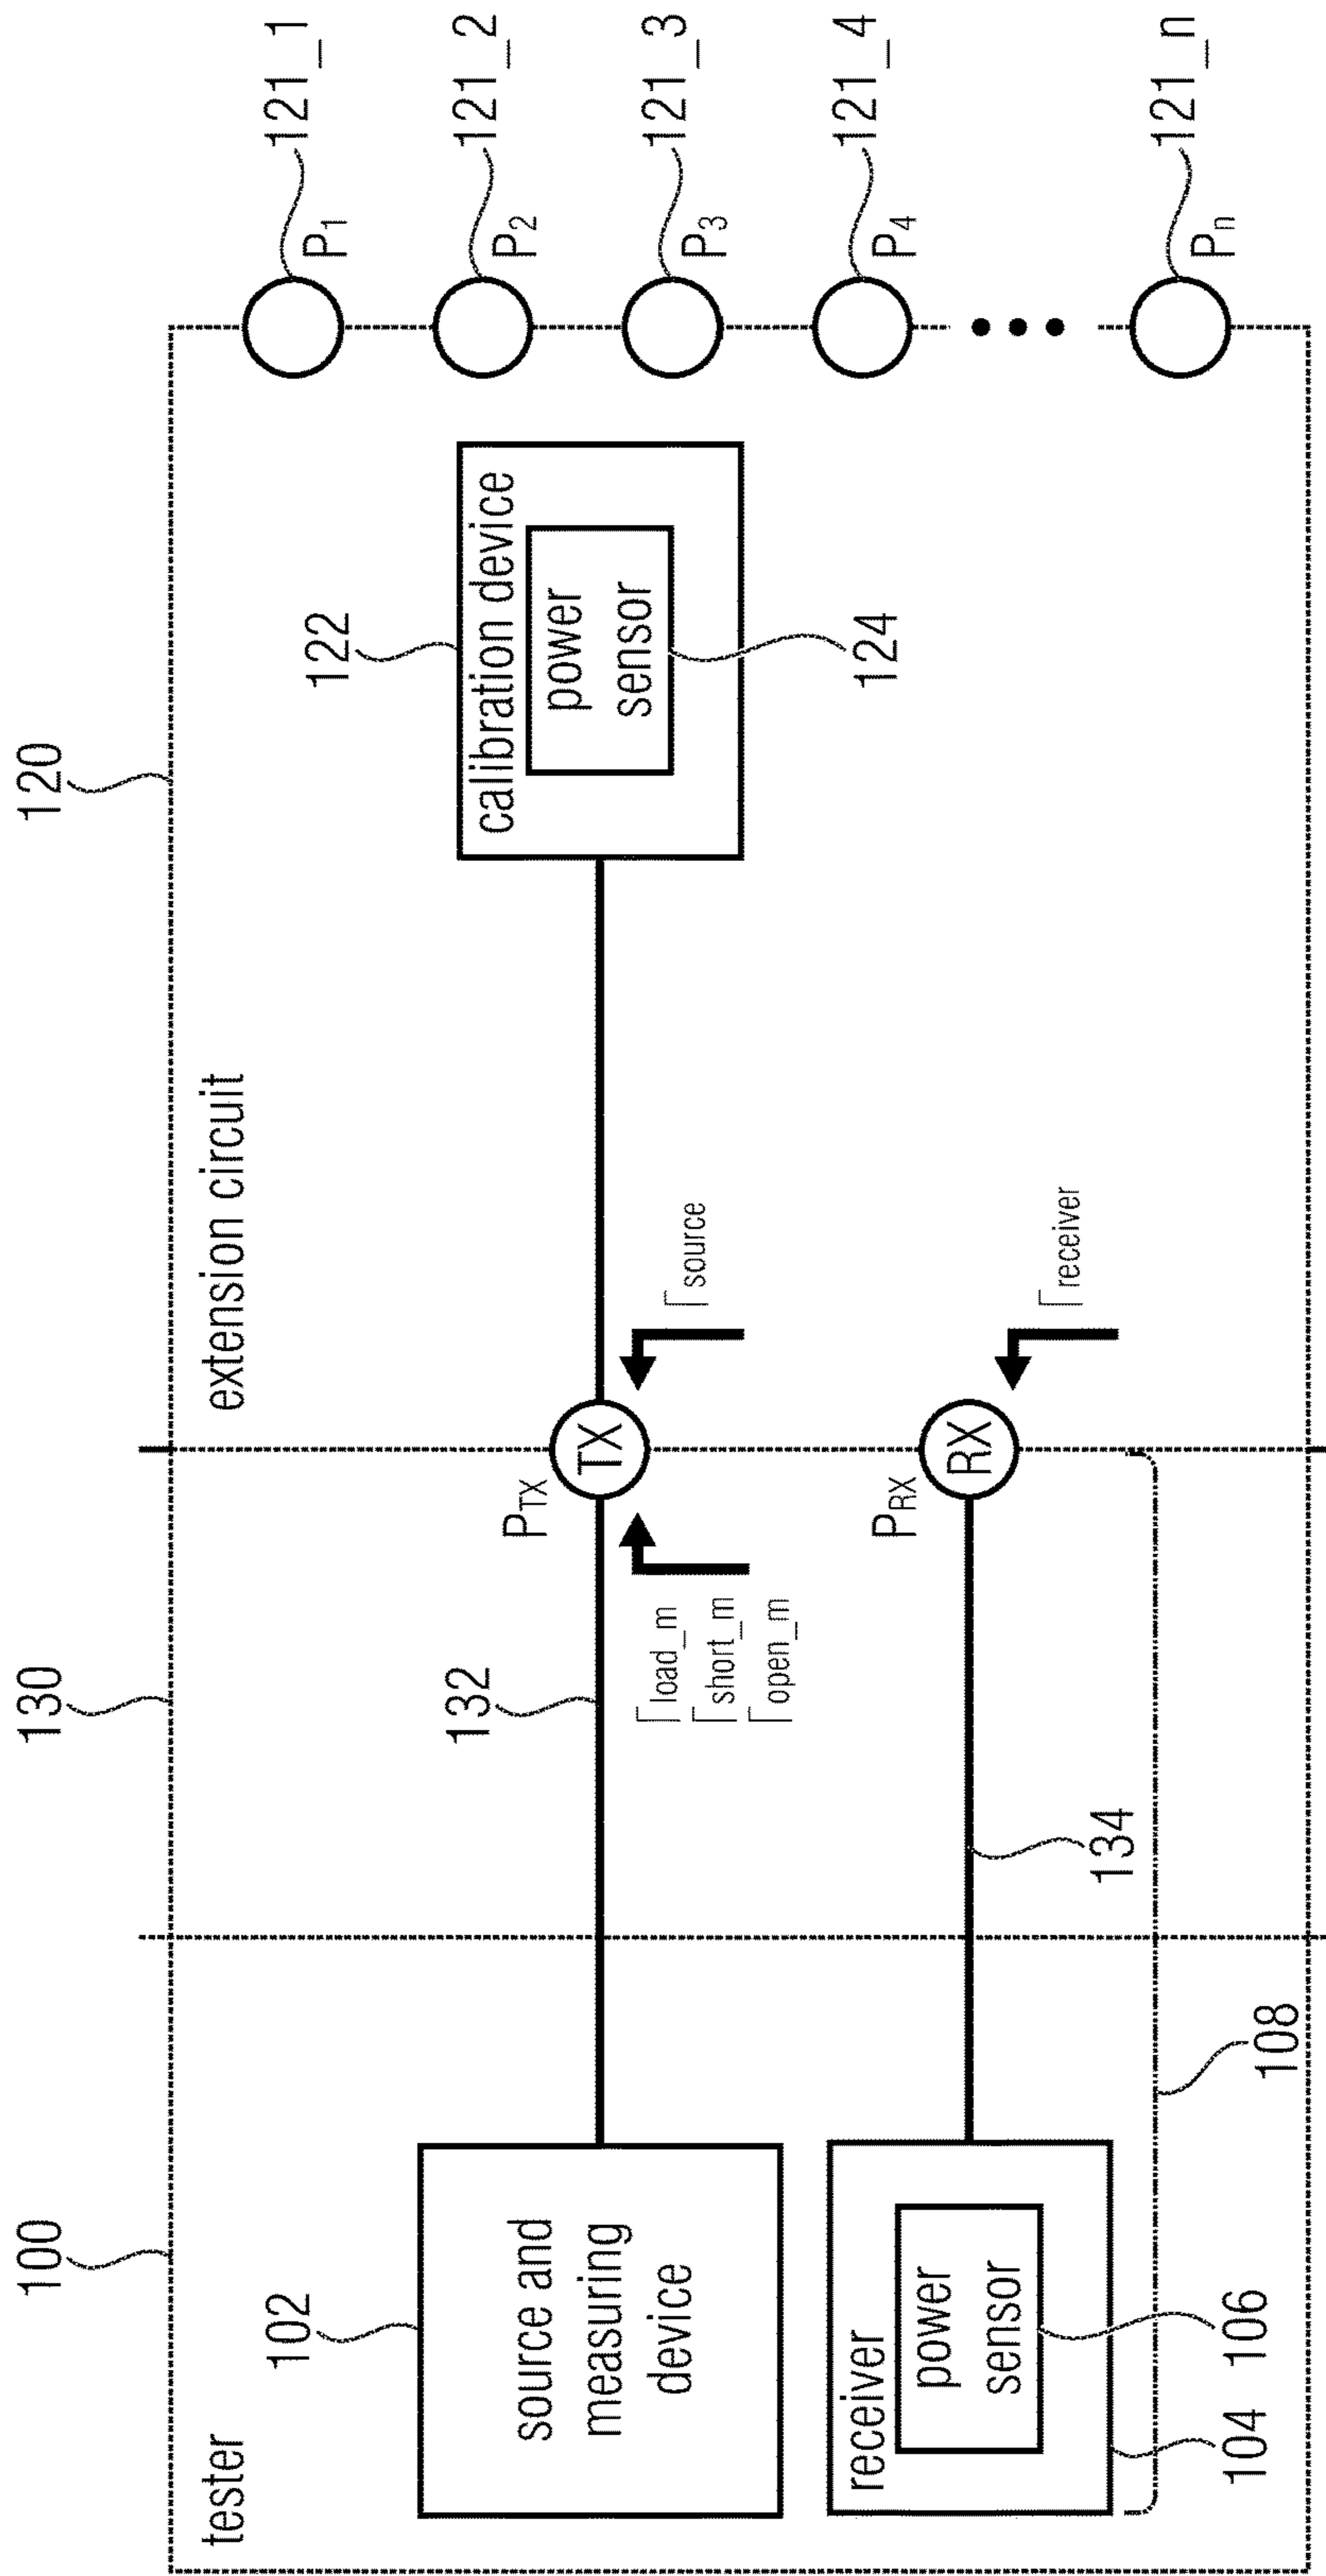 100
130
120
tester
extension circuit
102
source and
measuring
device
132
P_TX
TX
Γload_m
Γshort_m
Γopen_m
Γsource
122
calibration device
power
sensor
124
receiver
power
sensor
104
106
108
134
P_RX
RX
Γreceiver
P1
121_1
P2
121_2
P3
121_3
P4
121_4
Pn
121_n